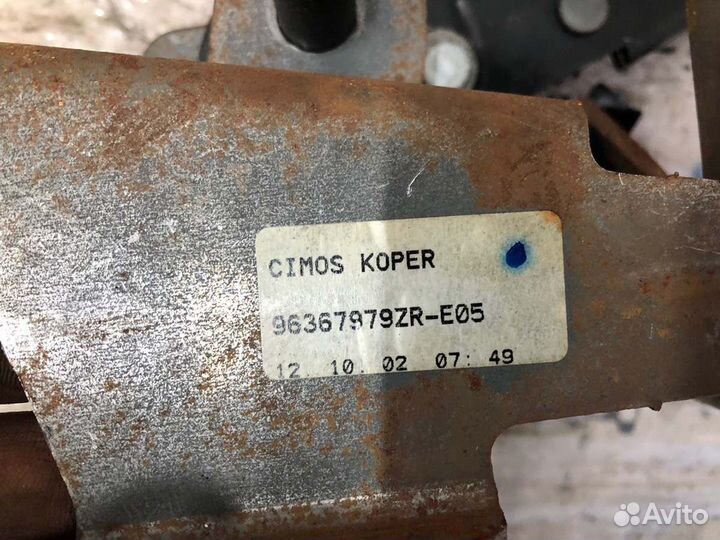 CIMOS KOPER
96367979ZR-E05
12. 10. 02 07: 49
Avito